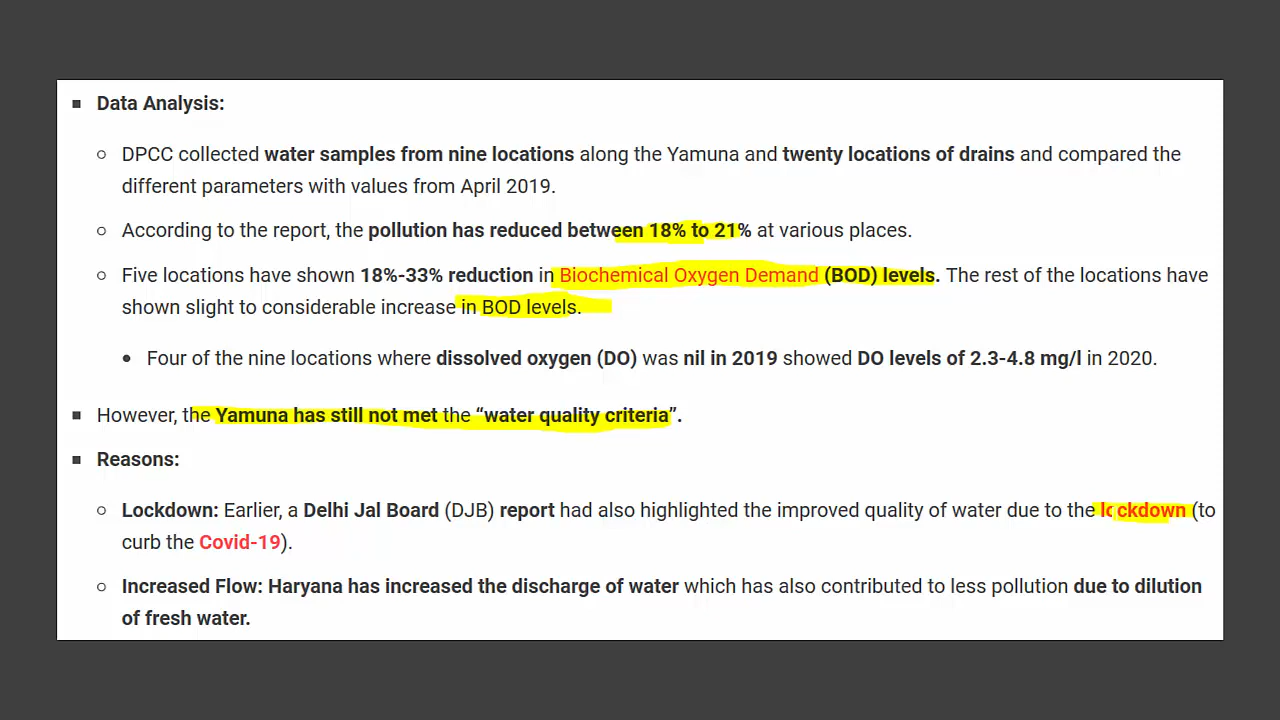 Data Analysis:
DPCC collected water samples from nine locations along the Yamuna and twenty locations of drains and compared the
different parameters with values from April 2019.
According to the report, the pollution has reduced between 18% to 21% at various places.
Five locations have shown 18%-33% reduction in Biochemical Oxygen Demand (BOD) levels. The rest of the locations have
shown slight to considerable increase in BOD levels.
Four of the nine locations where dissolved oxygen (DO) was nil in 2019 showed DO levels of 2.3-4.8 mg/l in 2020.
However, the Yamuna has still not met the “water quality criteria”.
Reasons:
Lockdown: Earlier, a Delhi Jal Board (DJB) report had also highlighted the improved quality of water due to the lockdown (to
curb the Covid-19).
Increased Flow: Haryana has increased the discharge of water which has also contributed to less pollution due to dilution
of fresh water.